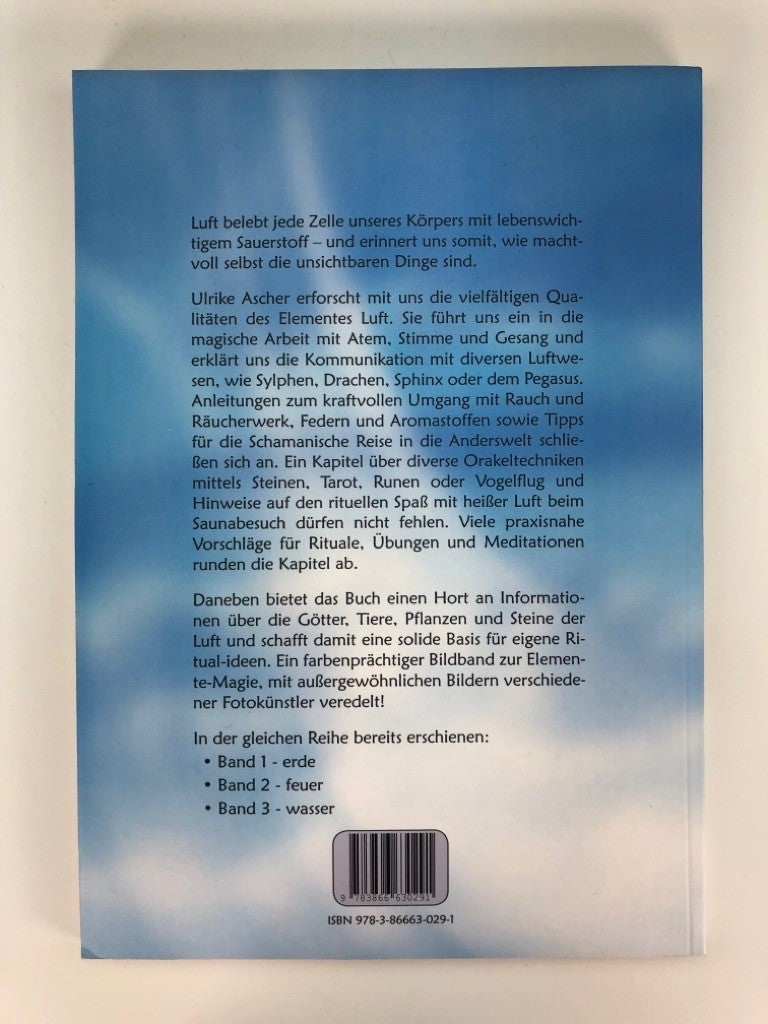 Luft belebt jede Zelle unseres Körpers mit lebenswich-
tigem Sauerstoff – und erinnert uns somit, wie macht-
voll selbst die unsichtbaren Dinge sind.
Ulrike Ascher erforscht mit uns die vielfältigen Qua-
litäten des Elementes Luft. Sie führt uns ein in die
magische Arbeit mit Atem, Stimme und Gesang und
erklärt uns die Kommunikation mit diversen Luftwe-
sen, wie Sylphen, Drachen, Sphinx oder dem Pegasus.
Anleitungen zum kraftvollen Umgang mit Rauch und
Räucherwerk, Federn und Aromastoffen sowie Tipps
für die Schamanische Reise in die Anderswelt schlie-
ßen sich an. Ein Kapitel über diverse Orakeltechniken
mittels Steinen, Tarot, Runen oder Vogelflug und
Hinweise auf den rituellen Spaß mit heißer Luft beim
Saunabesuch dürfen nicht fehlen. Viele praxisnahe
Vorschläge für Rituale, Übungen und Meditationen
runden die Kapitel ab.
Daneben bietet das Buch einen Hort an Informatio-
nen über die Götter, Tiere, Pflanzen und Steine der
Luft und schafft damit eine solide Basis für eigene Ri-
tual-ideen. Ein farbenprächtiger Bildband zur Elemen-
te-Magie, mit außergewöhnlichen Bildern verschiede-
ner Fotokünstler veredelt!
In der gleichen Reihe bereits erschienen:
• Band 1 - erde
• Band 2 - feuer
• Band 3 - wasser
9 783866 630291
ISBN 978-3-86663-029-1